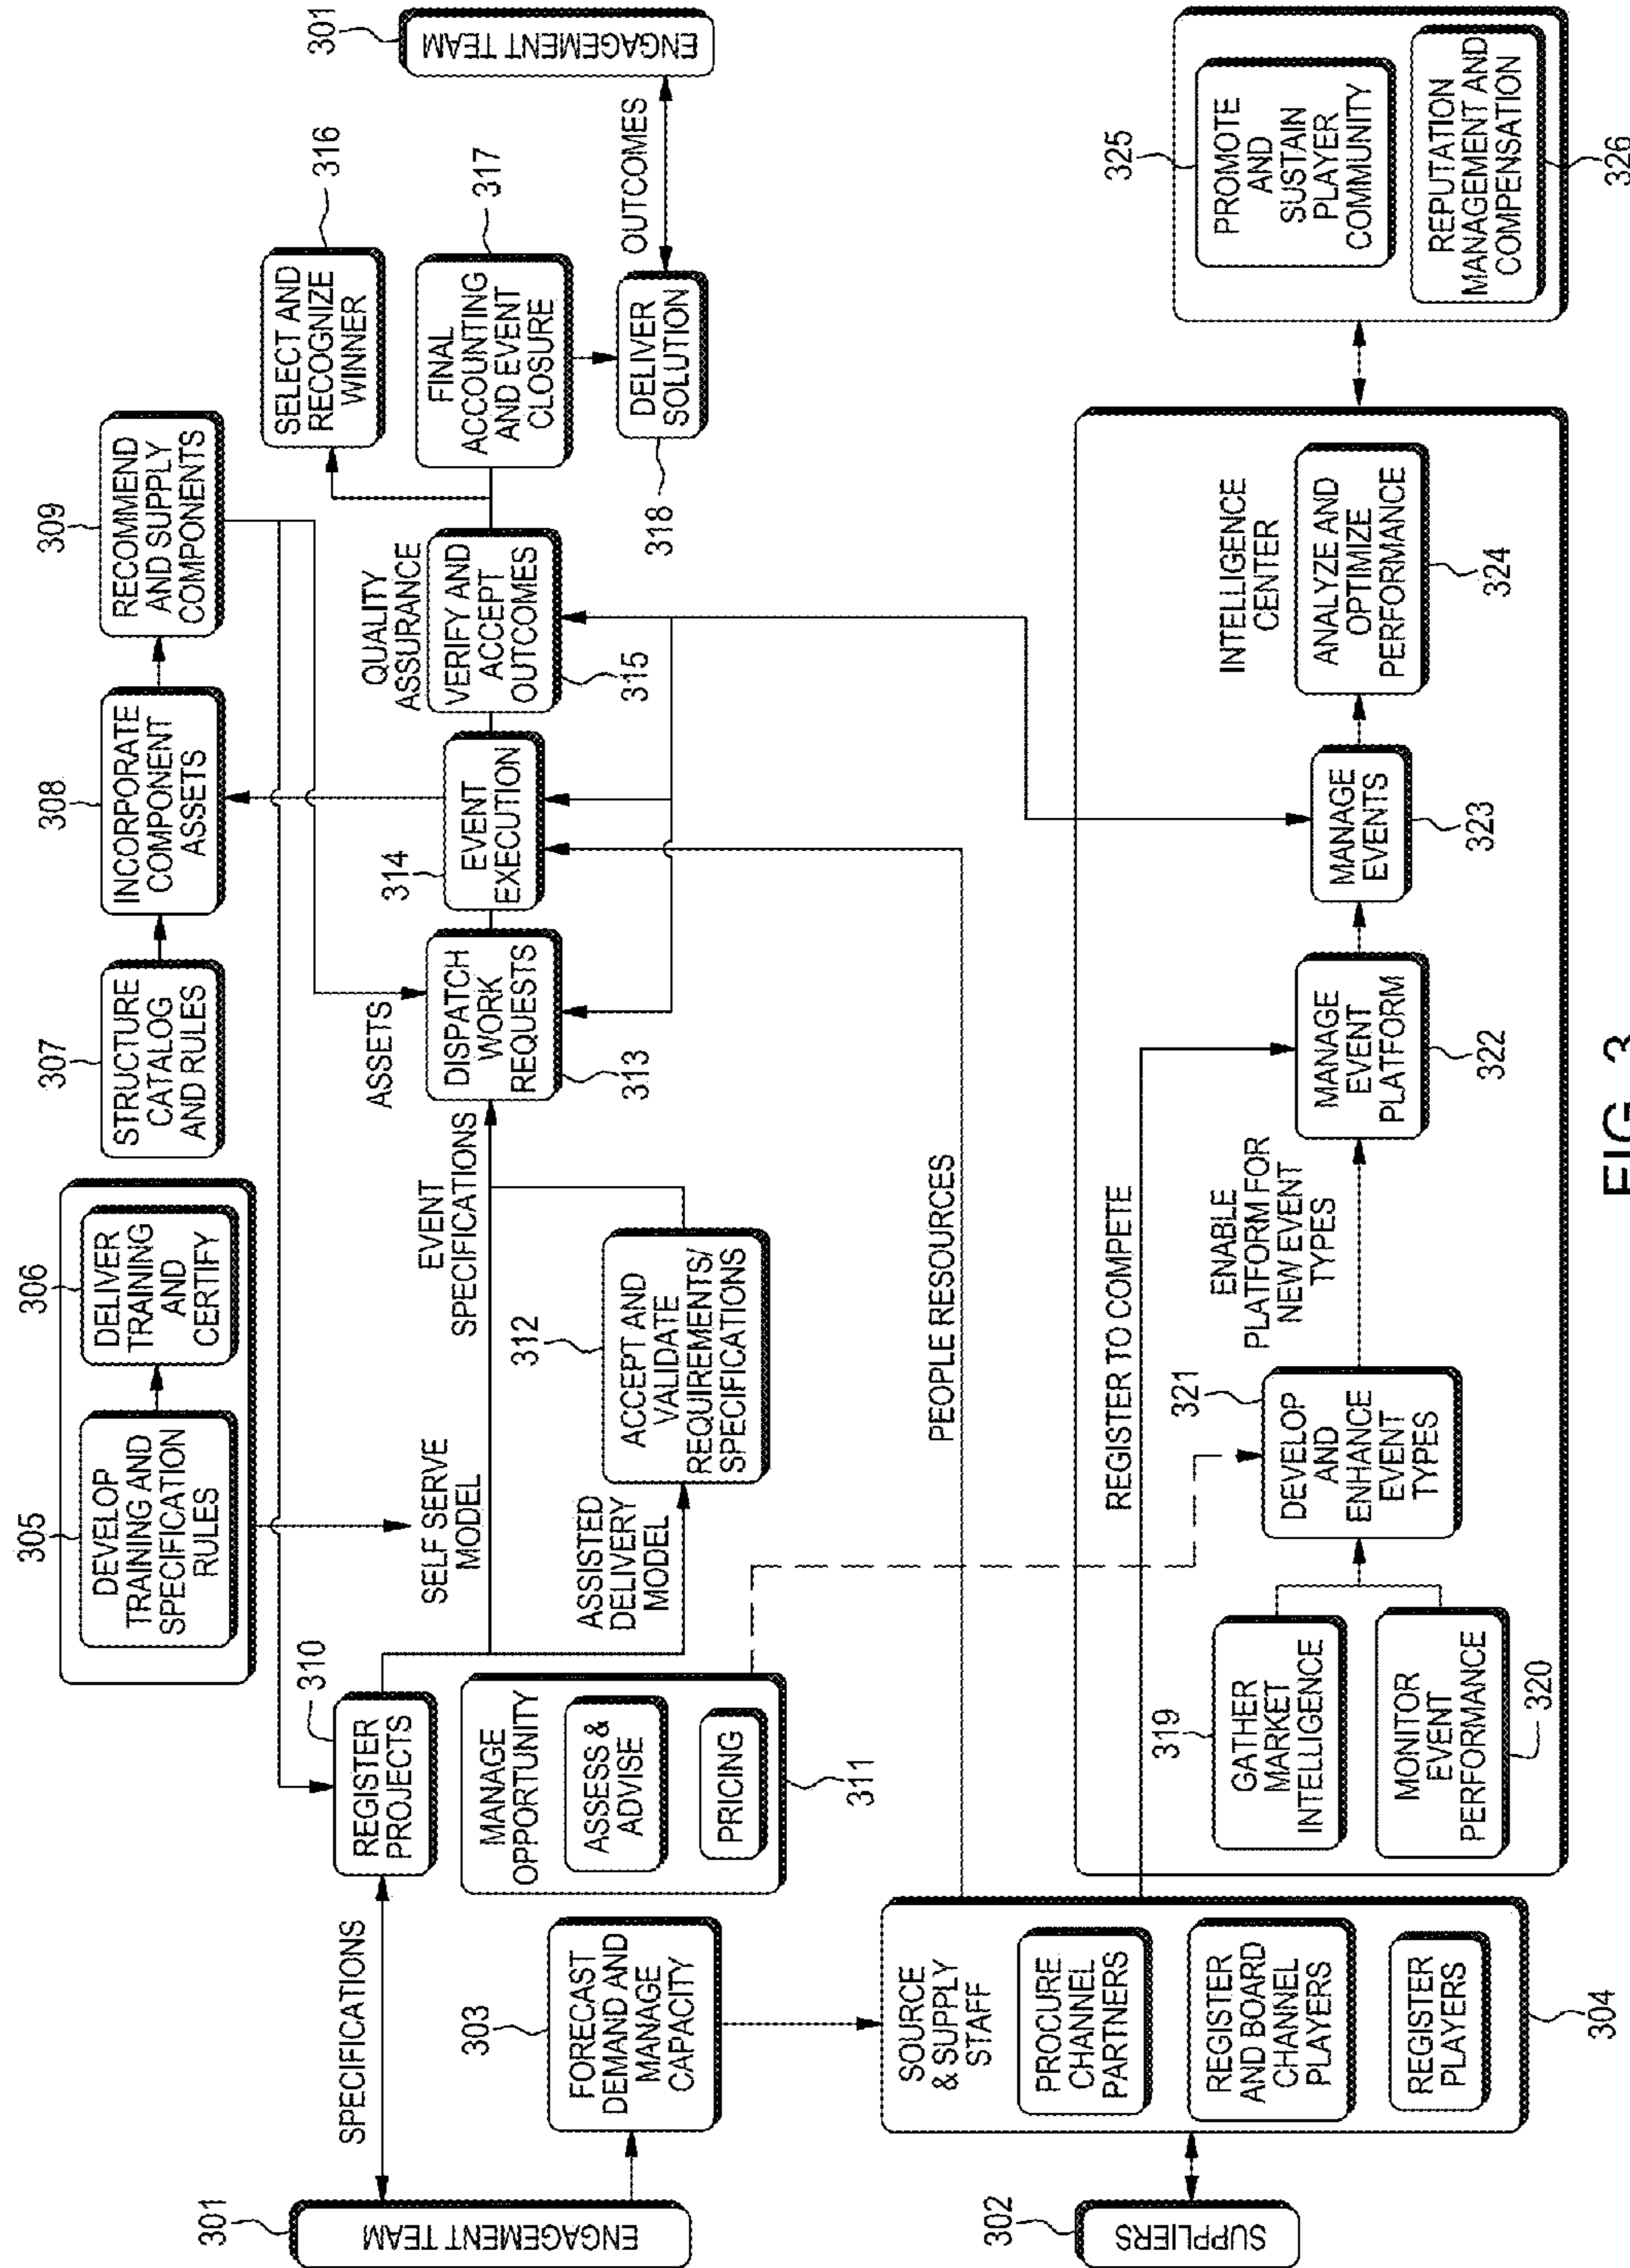 301
ENGAGEMENT TEAM
SPECIFICATIONS
303
FORECAST
DEMAND AND
MANAGE
CAPACITY
302
SUPPLIERS
SOURCE
& SUPPLY
STAFF
PROCURE
CHANNEL
PARTNERS
REGISTER
AND BOARD
CHANNEL
PLAYERS
REGISTER
PLAYERS
304
305
DEVELOP
TRAINING AND
SPECIFICATION
RULES
306
DELIVER
TRAINING
AND
CERTIFY
307
STRUCTURE
CATALOG
AND RULES
308
INCORPORATE
COMPONENT
ASSETS
309
RECOMMEND
AND SUPPLY
COMPONENTS
310
REGISTER
PROJECTS
MANAGE
OPPORTUNITY
ASSESS &
ADVISE
PRICING
311
SELF SERVE
MODEL
ASSISTED
DELIVERY
MODEL
312
ACCEPT AND
VALIDATE
REQUIREMENTS/
SPECIFICATIONS
EVENT
SPECIFICATIONS
ASSETS
DISPATCH
WORK
REQUESTS
313
314
EVENT
EXECUTION
QUALITY
ASSURANCE
VERIFY AND
ACCEPT
OUTCOMES
315
SELECT AND
RECOGNIZE
WINNER
316
FINAL
ACCOUNTING
AND EVENT
CLOSURE
317
DELIVER
SOLUTION
318
OUTCOMES
301
ENGAGEMENT TEAM
PEOPLE RESOURCES
REGISTER TO COMPETE
319
GATHER
MARKET
INTELLIGENCE
MONITOR
EVENT
PERFORMANCE
320
321
DEVELOP
AND
ENHANCE
EVENT
TYPES
ENABLE
PLATFORM FOR
NEW EVENT
TYPES
MANAGE
EVENT
PLATFORM
322
MANAGE
EVENTS
323
INTELLIGENCE
CENTER
ANALYZE AND
OPTIMIZE
PERFORMANCE
324
325
PROMOTE
AND
SUSTAIN
PLAYER
COMMUNITY
REPUTATION
MANAGEMENT AND
COMPENSATION
326
FIG. 3